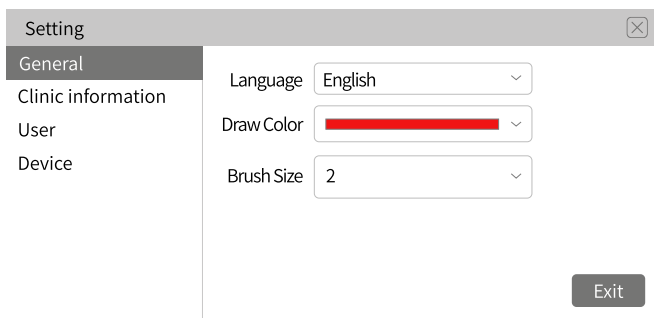 Setting
General
Clinic information
User
Device
Language English
Draw Color
Brush Size 2
Exit